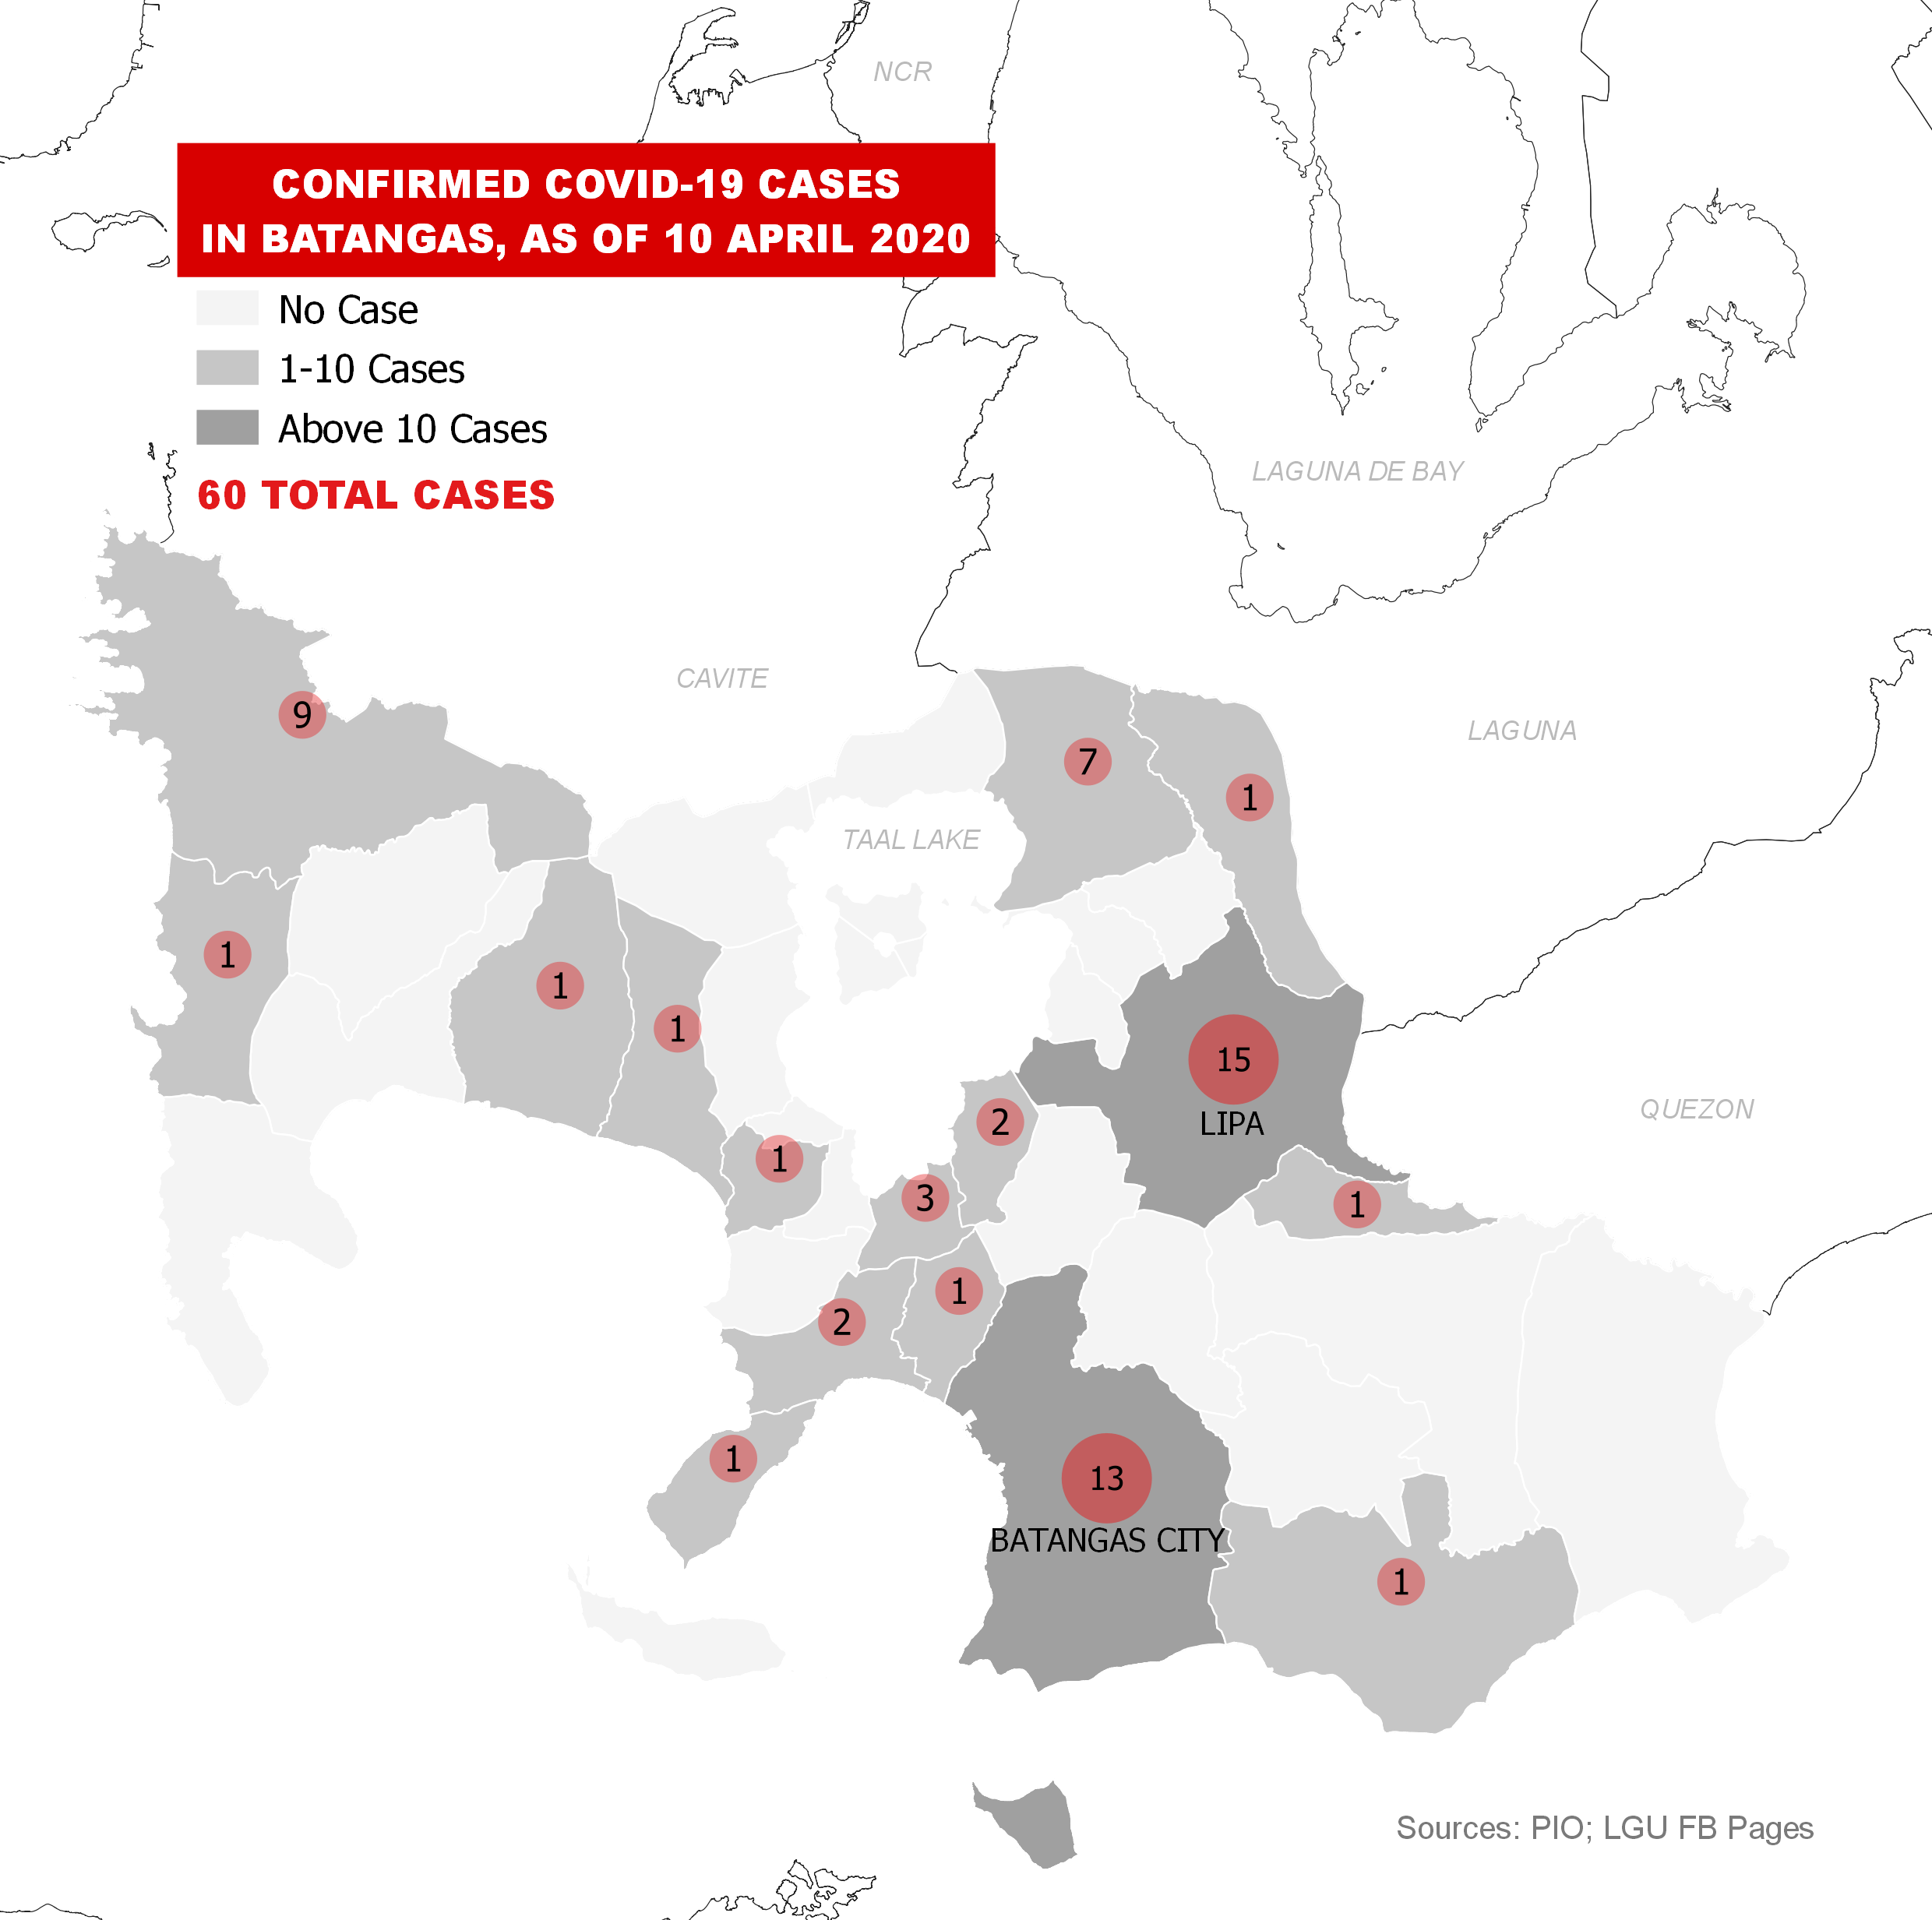 NCR
CONFIRMED COVID-19 CASES
IN BATANGAS, AS OF 10 APRIL 2020
No Case
1-10 Cases
Above 10 Cases
60 TOTAL CASES
LAGUNA DE BAY
CAVITE
9
LAGUNA
7
1
TAAL LAKE
1
1
1
15
LIPA
QUEZON
2
1
3
1
1
2
1
13
BATANGAS CITY
1
Sources: PIO; LGU FB Pages